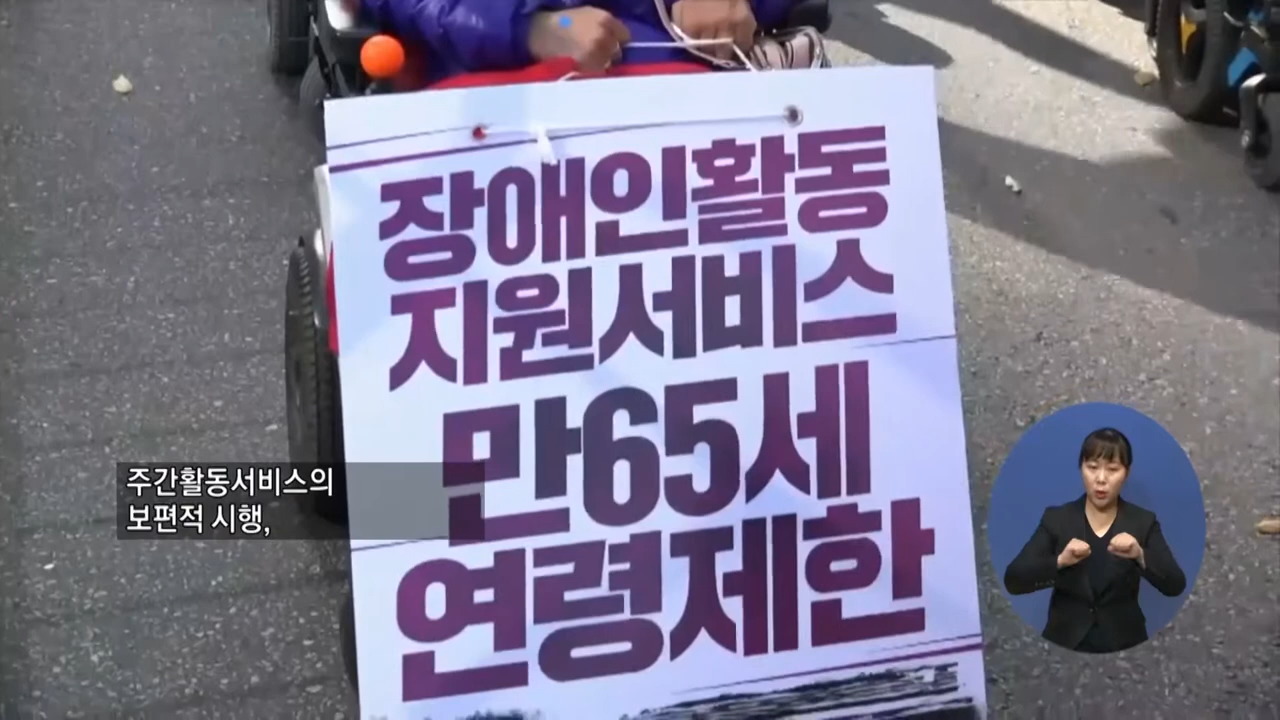 장애인활동
지원서비스
만65세
연령제한
주간활동서비스의
보편적 시행,